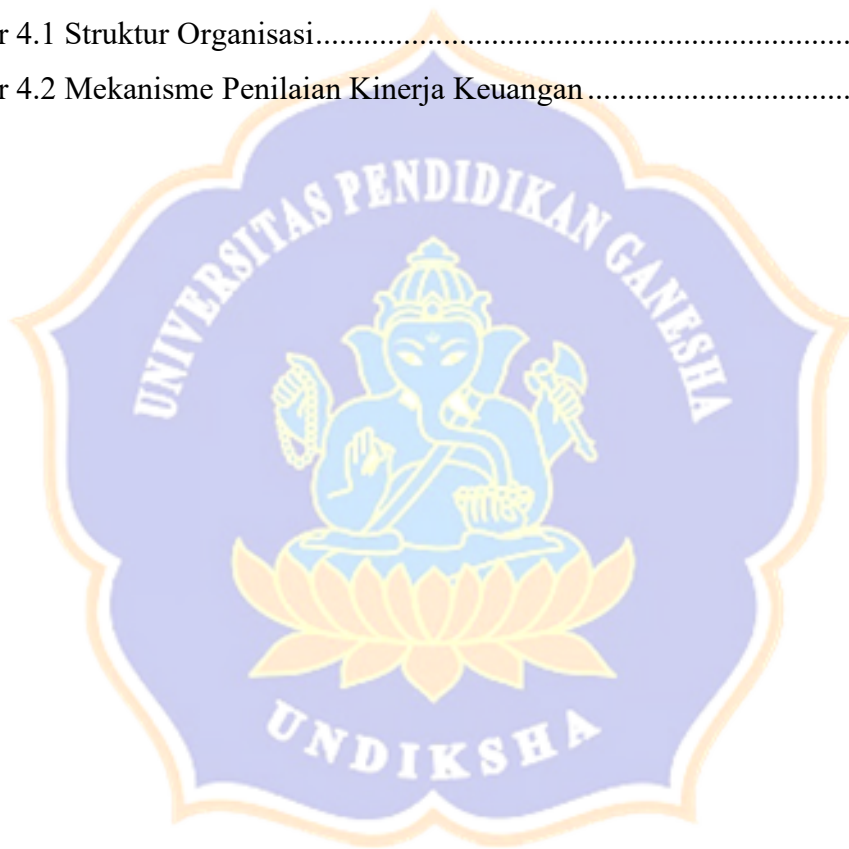 r 4.1 Struktur Organisasi..................................................................
r 4.2 Mekanisme Penilaian Kinerja Keuangan................................
UNIVERSITAS PENDIDIKAN GANESHA
UNDIKSHA